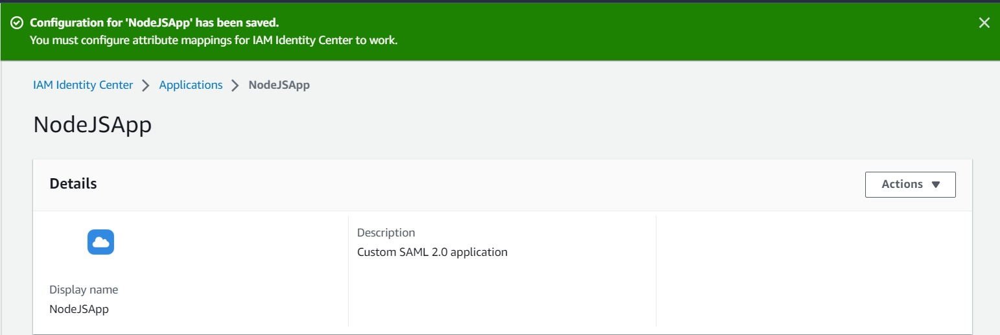 Configuration for 'NodeJSApp' has been saved.
You must configure attribute mappings for IAM Identity Center to work.
IAM Identity Center > Applications > NodeJSApp
NodeJSApp
Details
Actions
Description
Custom SAML 2.0 application
Display name
NodeJSApp